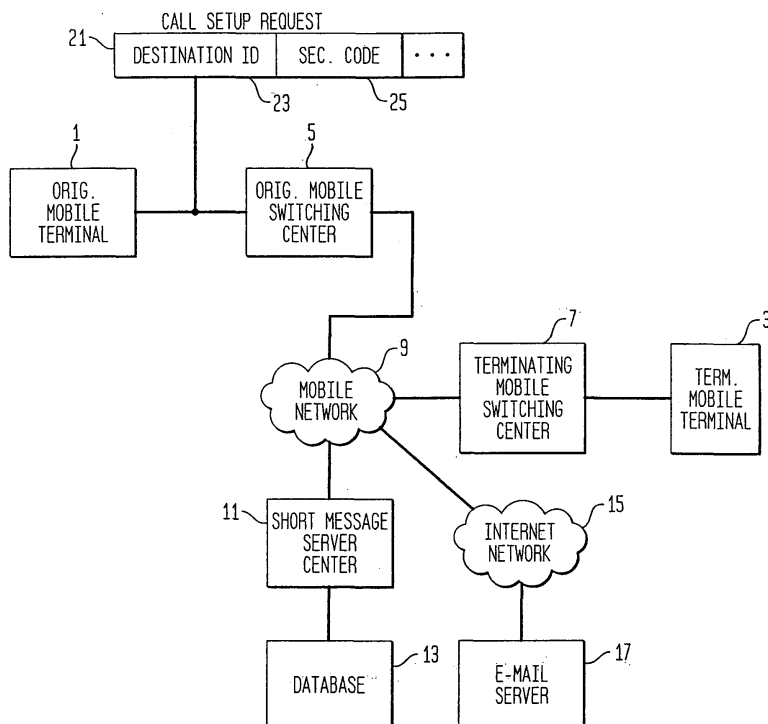 CALL SETUP REQUEST
21
DESTINATION ID
SEC. CODE
...
23
25
1
5
ORIG.
MOBILE
TERMINAL
ORIG. MOBILE
SWITCHING
CENTER
9
MOBILE
NETWORK
7
TERMINATING
MOBILE
SWITCHING
CENTER
3
TERM.
MOBILE
TERMINAL
11
SHORT MESSAGE
SERVER
CENTER
15
INTERNET
NETWORK
13
DATABASE
17
E-MAIL
SERVER